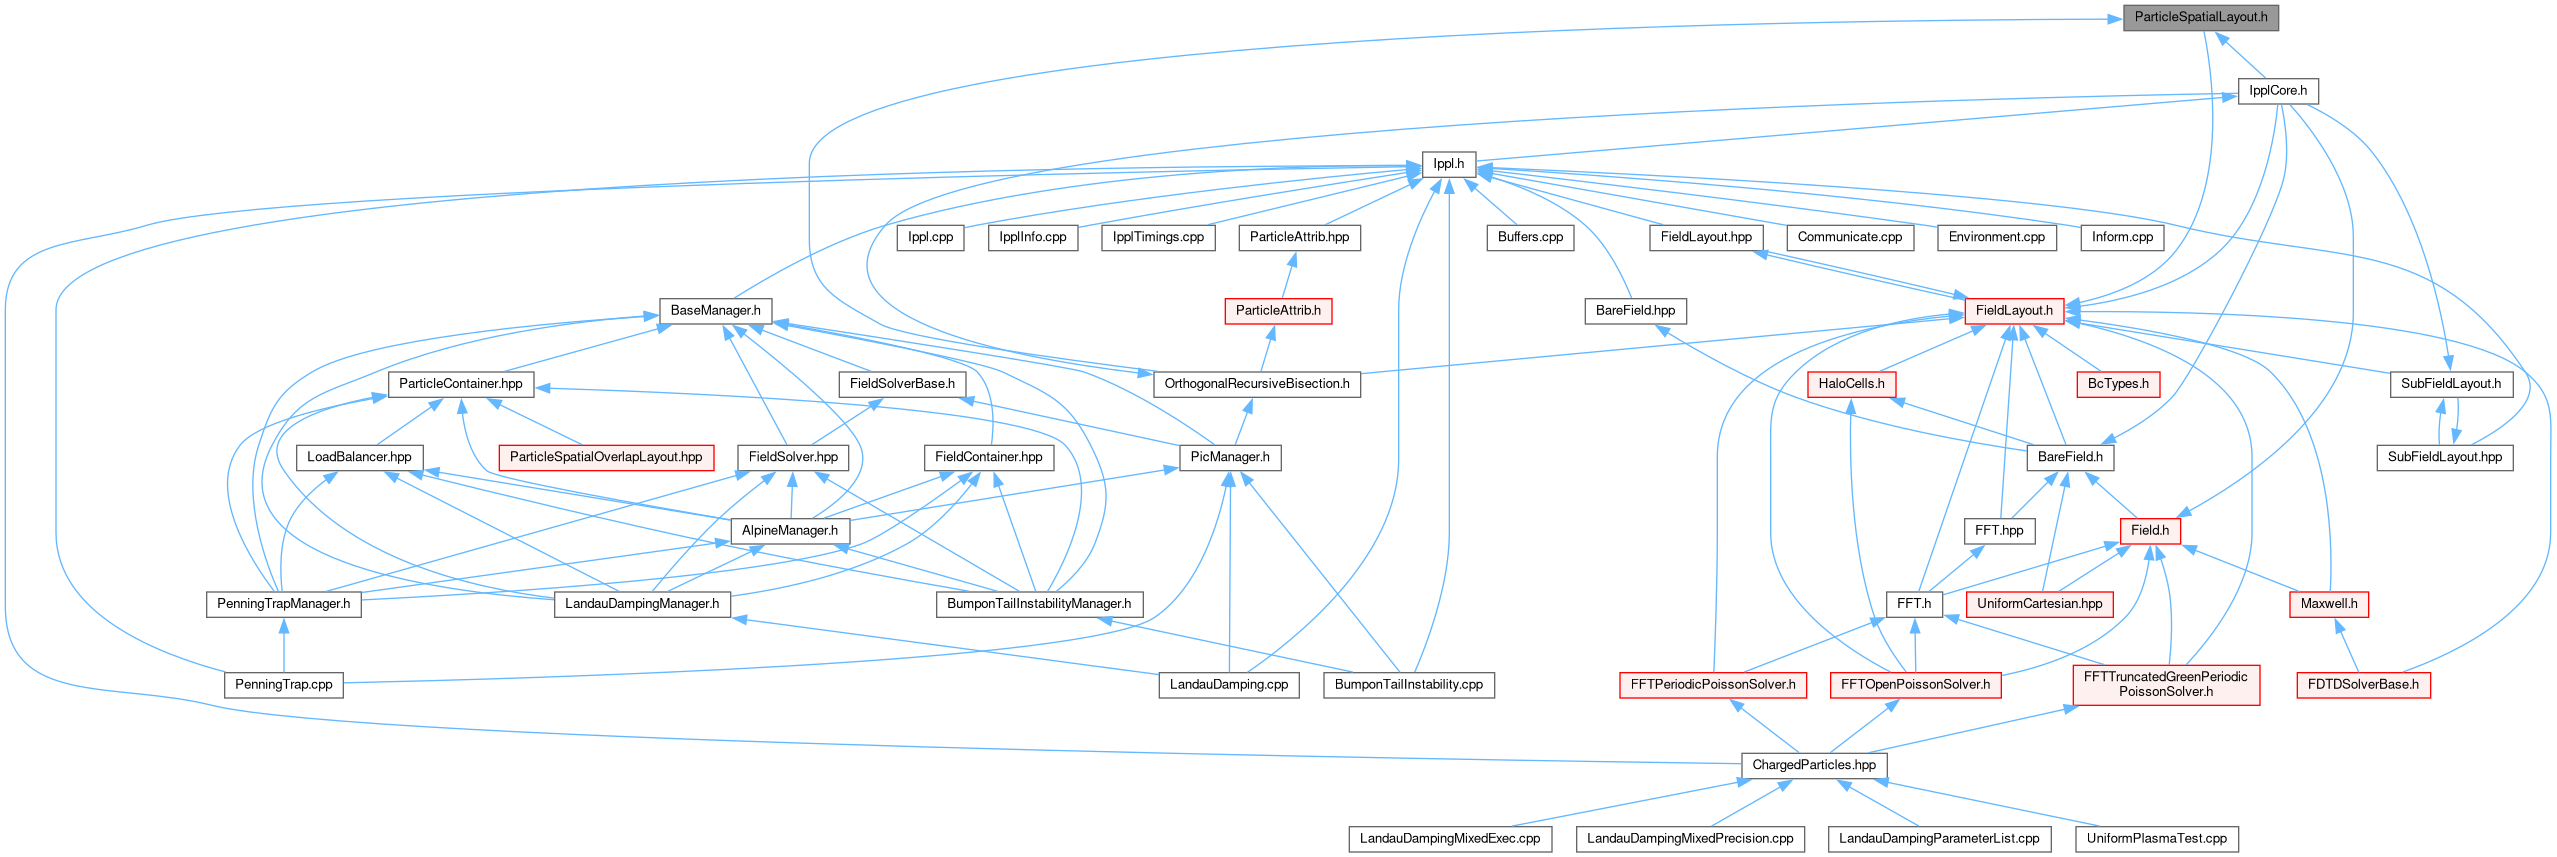 ParticleSpatialLayout.h
IpplCore.h
Ippl.h
Ippl.cpp
IpplInfo.cpp
IpplTimings.cpp
ParticleAttrib.hpp
Buffers.cpp
FieldLayout.hpp
Communicate.cpp
Environment.cpp
Inform.cpp
BaseManager.h
ParticleAttrib.h
BareField.hpp
FieldLayout.h
ParticleContainer.hpp
FieldSolverBase.h
OrthogonalRecursiveBisection.h
HaloCells.h
BcTypes.h
SubFieldLayout.h
LoadBalancer.hpp
ParticleSpatialOverlapLayout.hpp
FieldSolver.hpp
FieldContainer.hpp
PicManager.h
BareField.h
SubFieldLayout.hpp
AlpineManager.h
FFT.hpp
Field.h
PenningTrapManager.h
LandauDampingManager.h
BumponTailInstabilityManager.h
FFT.h
UniformCartesian.hpp
Maxwell.h
PenningTrap.cpp
LandauDamping.cpp
BumponTailInstability.cpp
FFTPeriodicPoissonSolver.h
FFTOpenPoissonSolver.h
FFTTruncatedGreenPeriodic
PoissonSolver.h
FDTDSolverBase.h
ChargedParticles.hpp
LandauDampingMixedExec.cpp
LandauDampingMixedPrecision.cpp
LandauDampingParameterList.cpp
UniformPlasmaTest.cpp